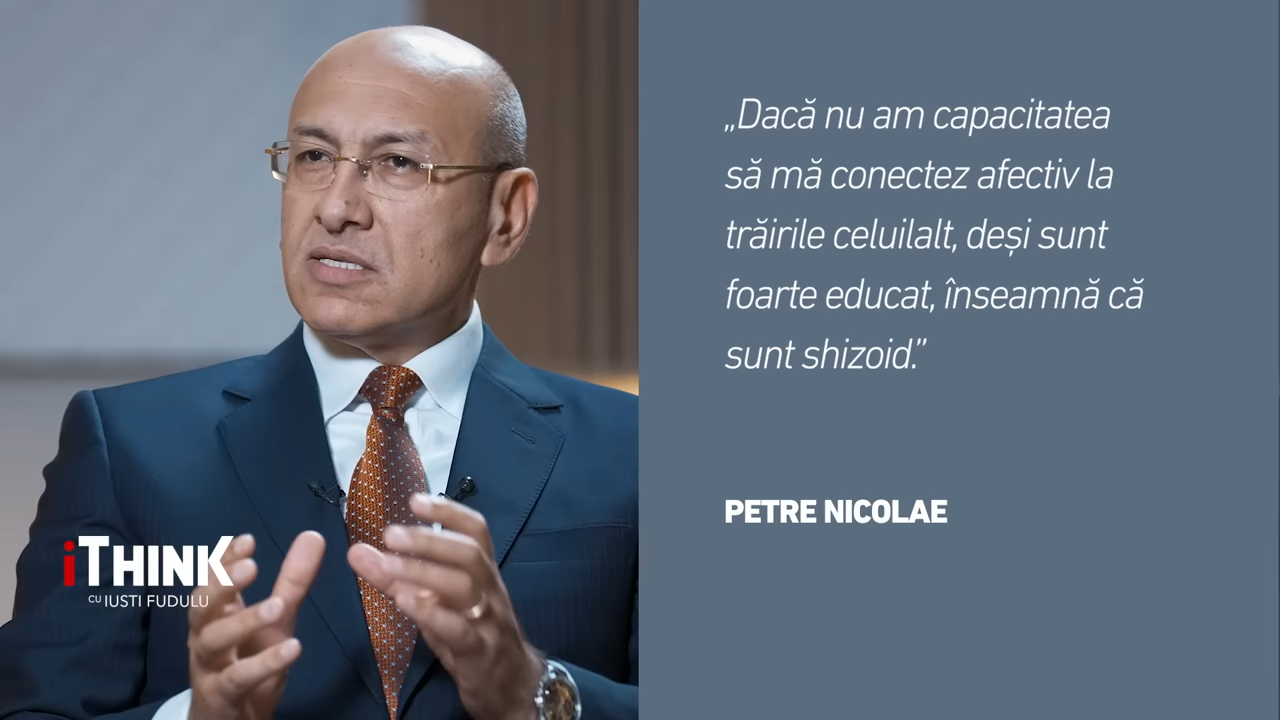 iTHINK
CU IUSTI FUDULU
„Dacă nu am capacitatea
să mă conectez afectiv la
trăirile celuilalt, deși sunt
foarte educat, înseamnă că
sunt shizoid.”
PETRE NICOLAE